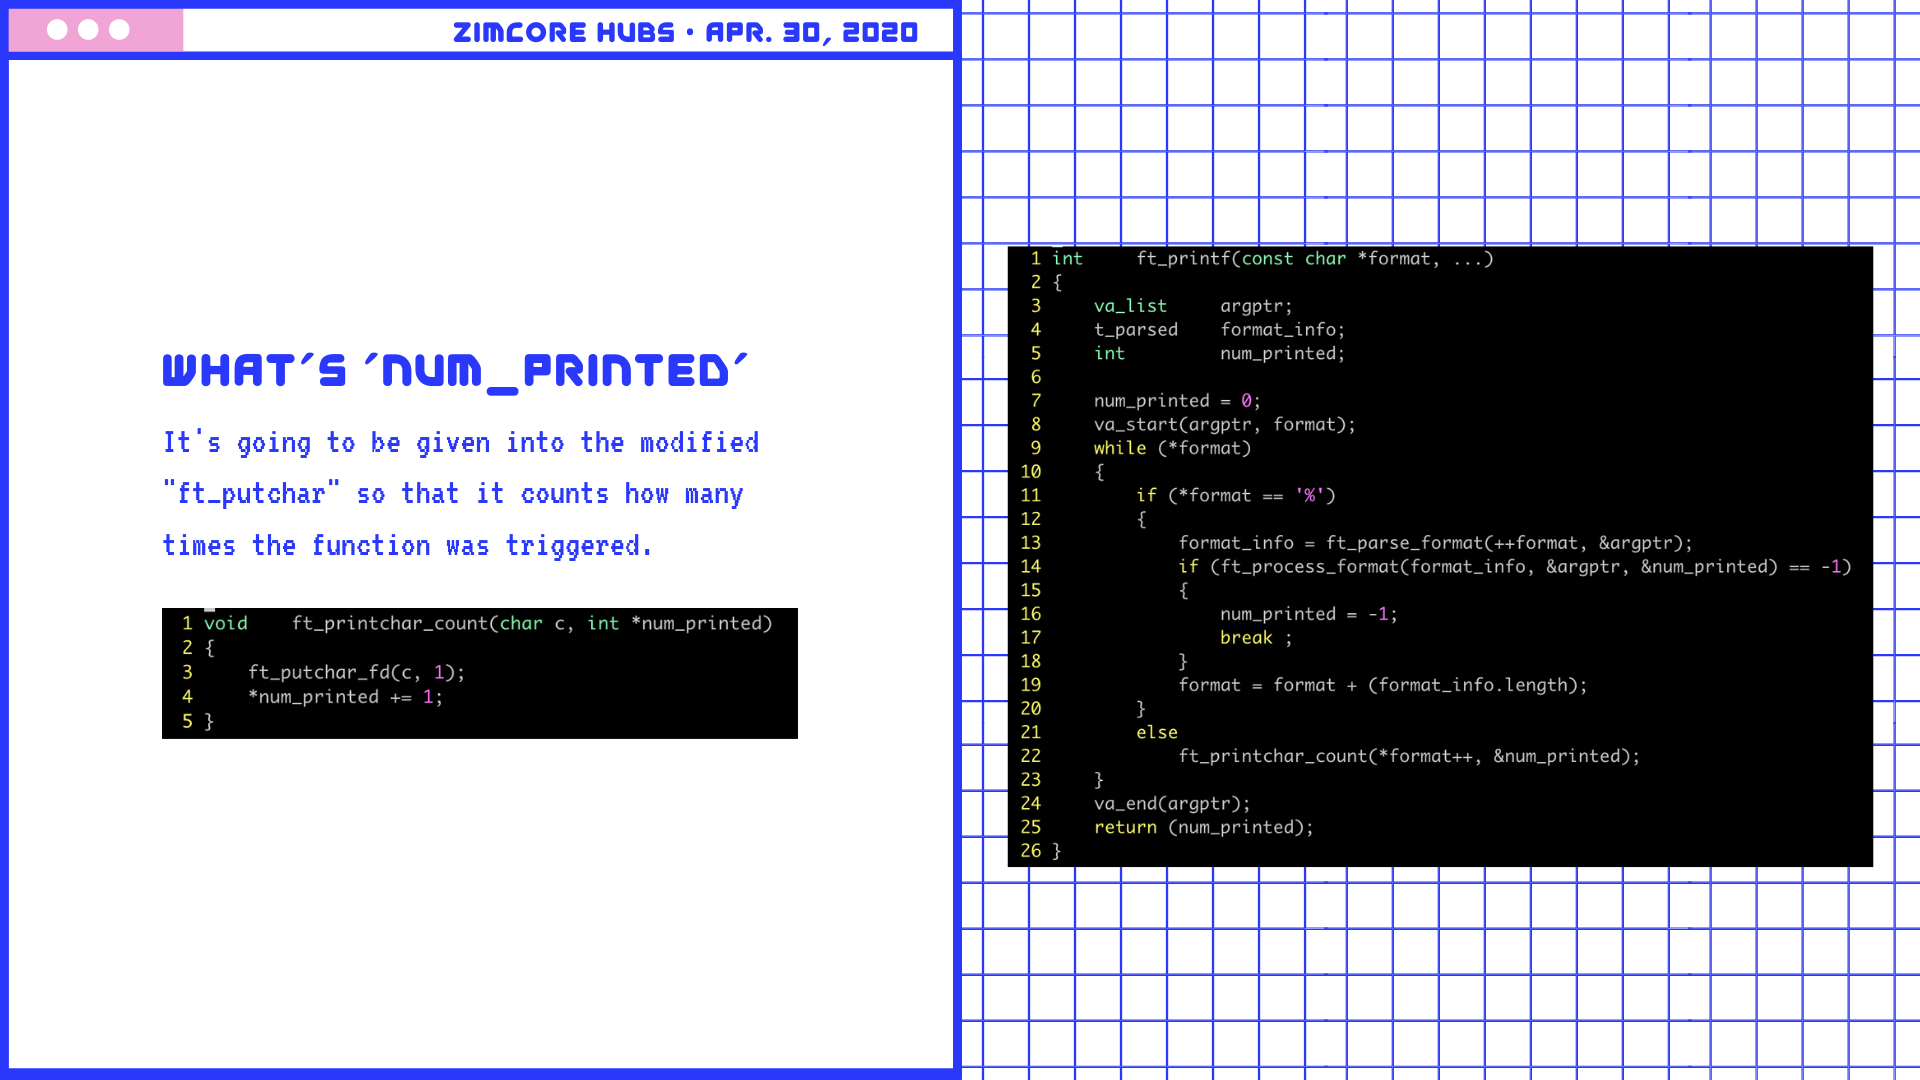 ZIMCORE HUBS • APR. 30, 2020
WHAT'S 'NUM_PRINTED'
It's going to be given into the modified
"ft_putchar" so that it counts how many
times the function was triggered.
1 void    ft_printchar_count(char c, int *num_printed)
2 {
3     ft_putchar_fd(c, 1);
4     *num_printed += 1;
5 }
1 int     ft_printf(const char *format, ...)
2 {
3     va_list     argptr;
4     t_parsed    format_info;
5     int         num_printed;
6
7     num_printed = 0;
8     va_start(argptr, format);
9     while (*format)
10     {
11         if (*format == '%')
12         {
13             format_info = ft_parse_format(++format, &argptr);
14             if (ft_process_format(format_info, &argptr, &num_printed) == -1)
15             {
16                 num_printed = -1;
17                 break ;
18             }
19             format = format + (format_info.length);
20         }
21         else
22             ft_printchar_count(*format++, &num_printed);
23     }
24     va_end(argptr);
25     return (num_printed);
26 }